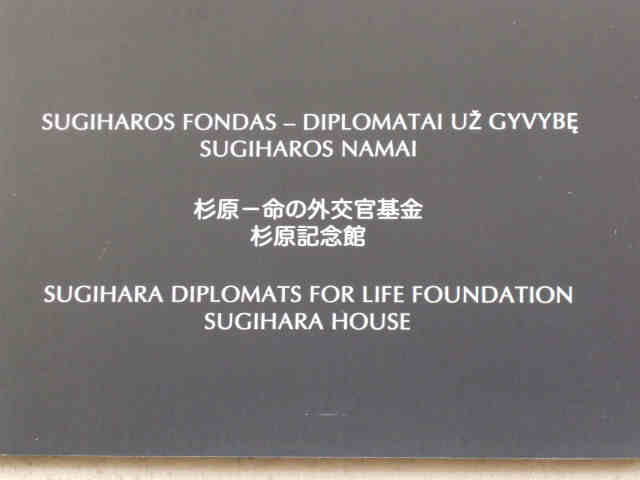 SUGIHAROS FONDAS – DIPLOMATAI UŽ GYVYBĘ
SUGIHAROS NAMAI
杉原－命の外交官基金
杉原記念館
SUGIHARA DIPLOMATS FOR LIFE FOUNDATION
SUGIHARA HOUSE